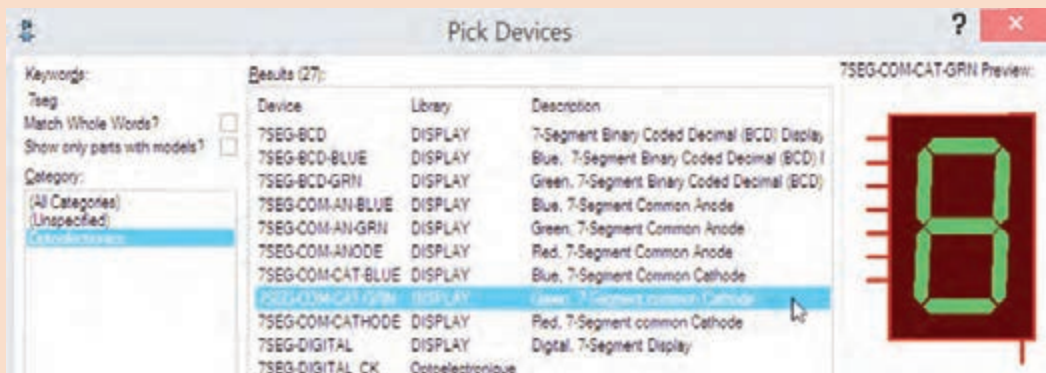 Pick Devices
?
×
Keywords:
7seg
Match Whole Words?
Show only parts with models?
Category:
(All Categories)
(Unspecified)
Optoelectronics
Results (27):
Device Library Description
7SEG-BCD DISPLAY 7-Segment Binary Coded Decimal (BCD) Display
7SEG-BCD-BLUE DISPLAY Blue, 7-Segment Binary Coded Decimal (BCD)
7SEG-BCD-GRN DISPLAY Green, 7-Segment Binary Coded Decimal (BCD)
7SEG-COM-AN-BLUE DISPLAY Blue, 7-Segment Common Anode
7SEG-COM-AN-GRN DISPLAY Green, 7-Segment Common Anode
7SEG-COM-ANODE DISPLAY Red, 7-Segment Common Anode
7SEG-COM-CAT-BLUE DISPLAY Blue, 7-Segment Common Cathode
7SEG-COM-CAT-GRN DISPLAY Green, 7-Segment common Cathode
7SEG-COM-CATHODE DISPLAY Red, 7-Segment common Cathode
7SEG-DIGITAL DISPLAY Digital, 7-Segment Display
7SEG-DIGITAL_CK Optoelectronique
7SEG-COM-CAT-GRN Preview: